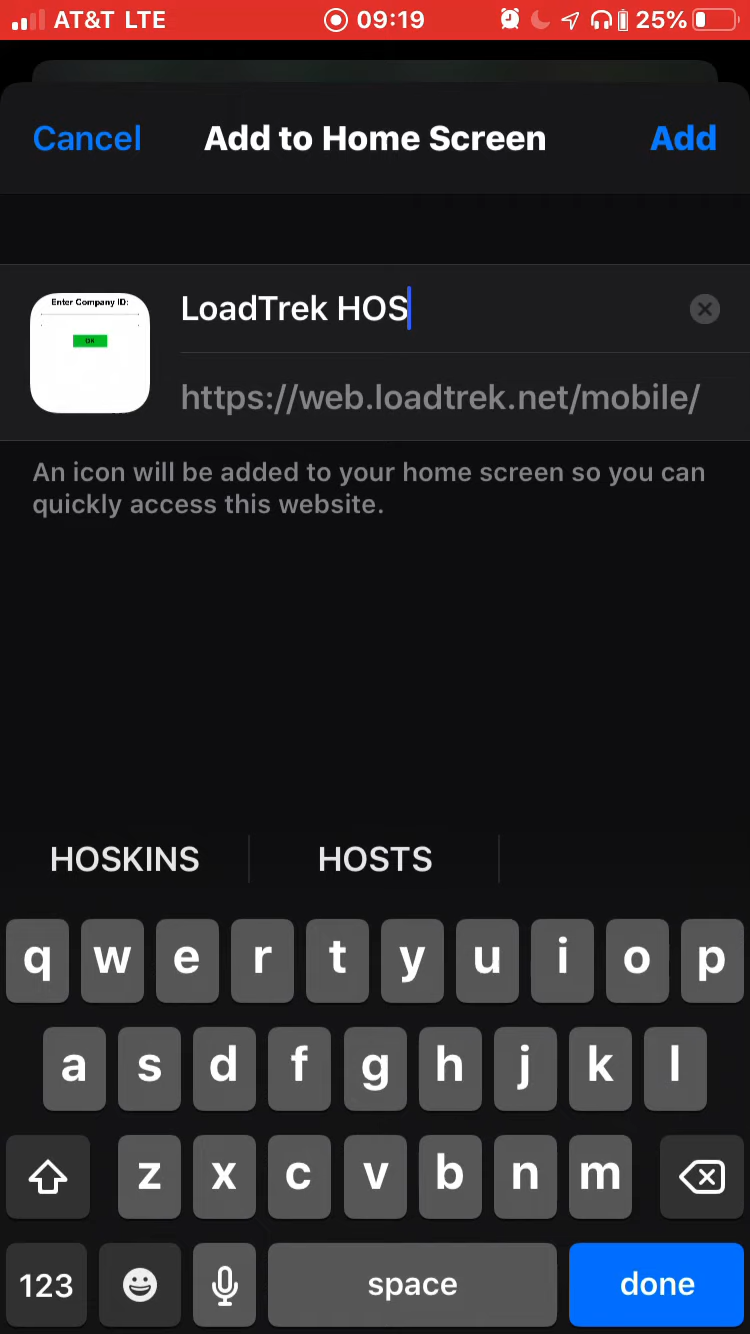 AT&T LTE 09:19 25%
Cancel Add to Home Screen Add
Enter Company ID:
OK
LoadTrek HOS
https://web.loadtrek.net/mobile/
An icon will be added to your home screen so you can
quickly access this website.
HOSKINS HOSTS
q w e r t y u i o p
a s d f g h j k l
z x c v b n m
123 space done